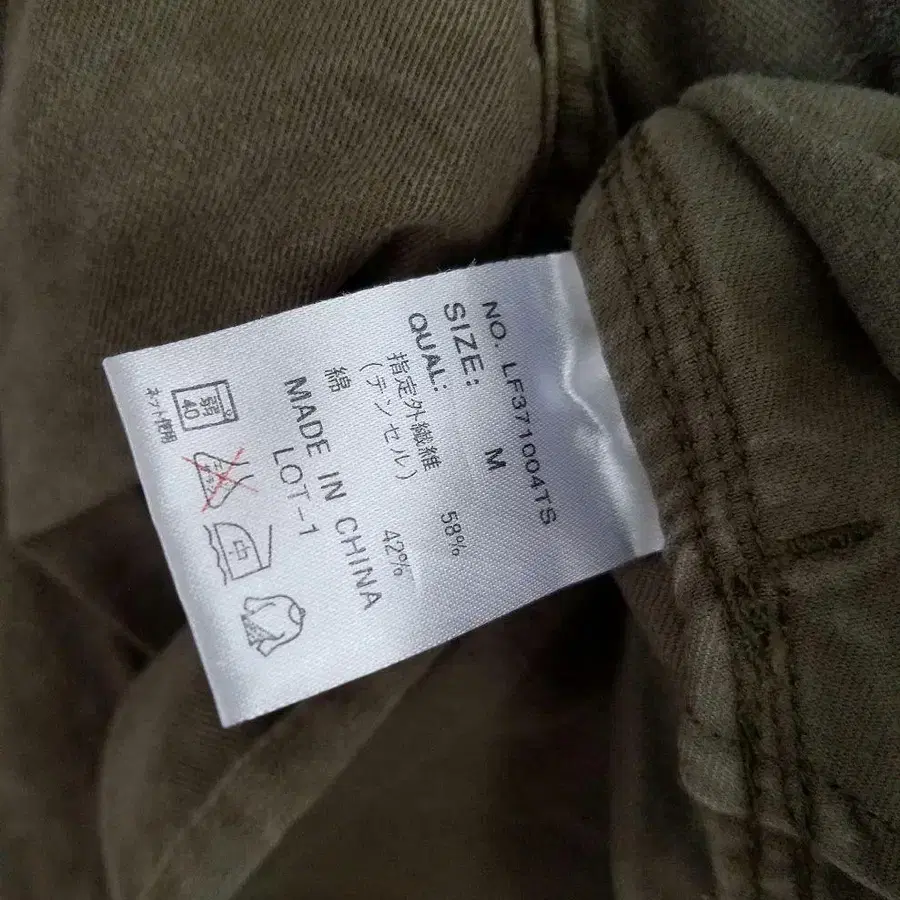 NO. LF371004TS
SIZE: M
QUAL:
指定外繊維 58%
(テンセル)
綿 42%
MADE IN CHINA
LOT-1
弱
40
ネット使用
中